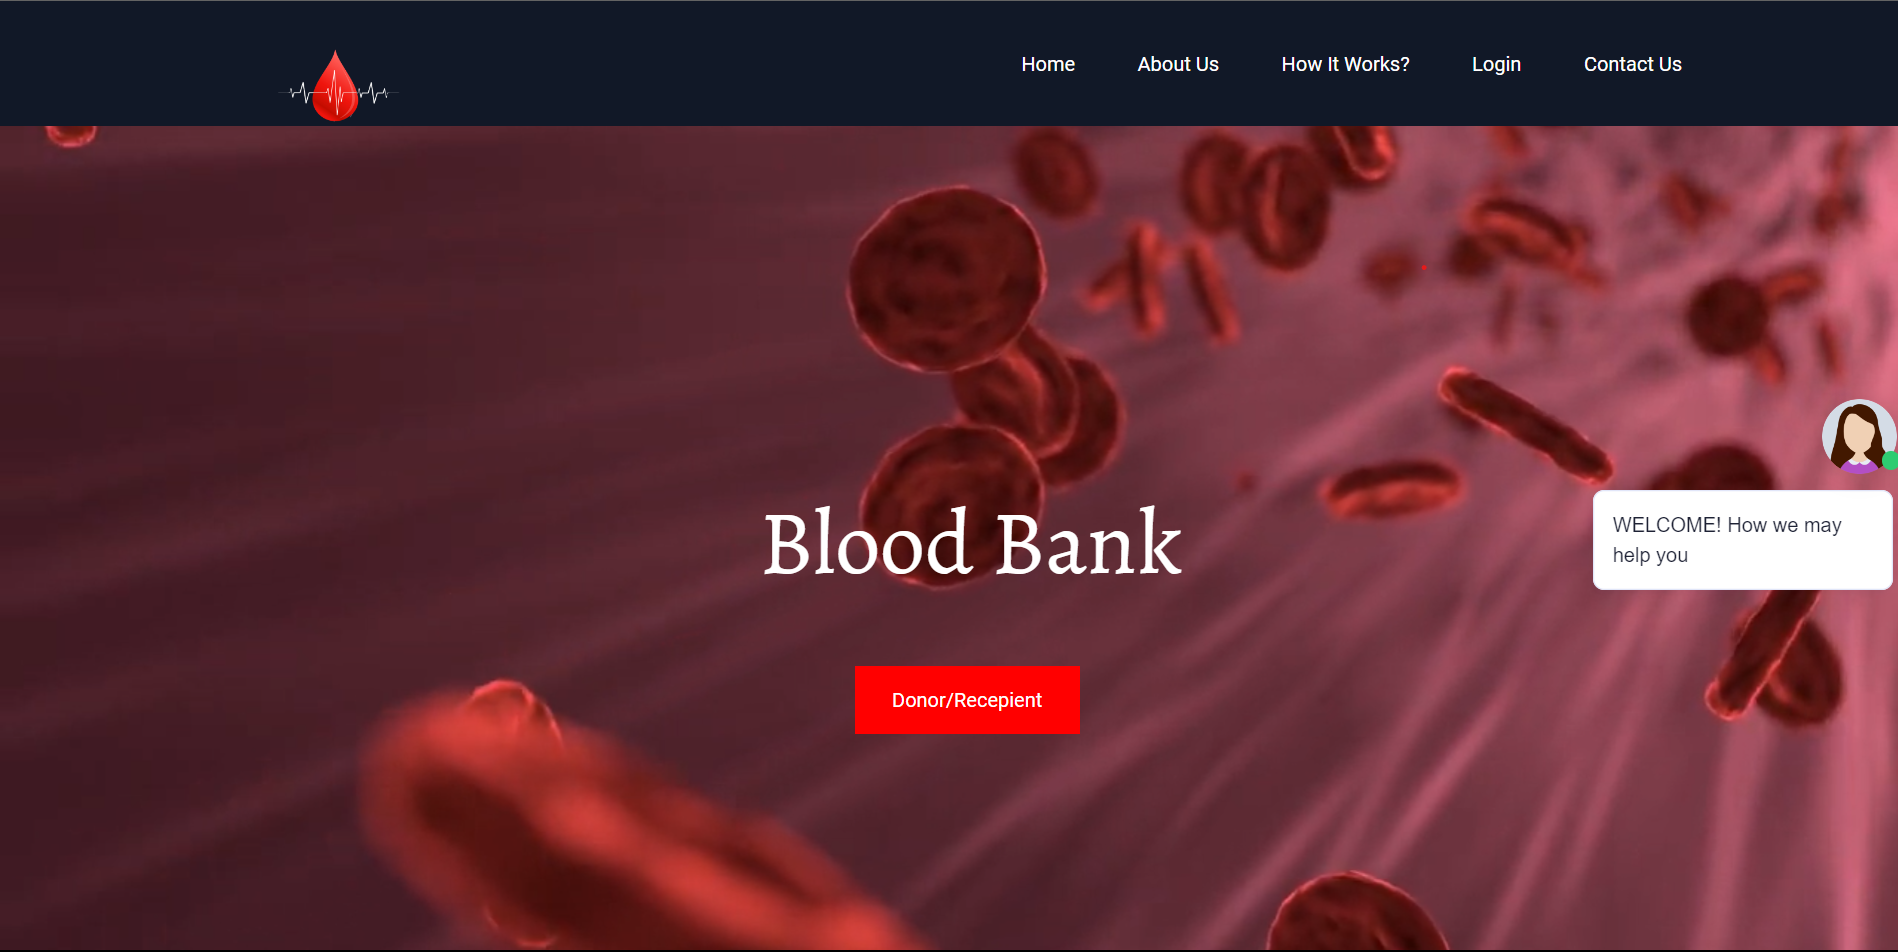 Home About Us How It Works? Login Contact Us
Blood Bank
WELCOME! How we may
help you
Donor/Recepient